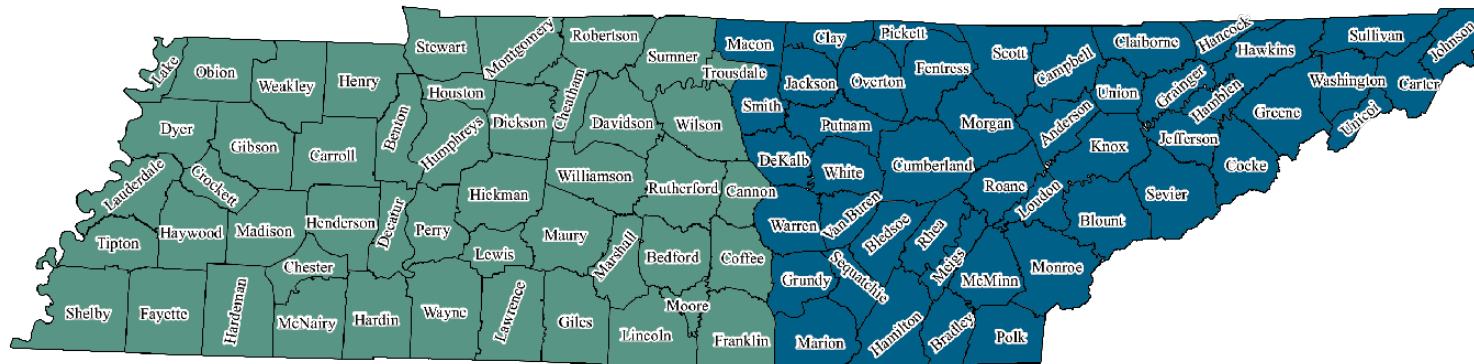 Lake
Obion
Weakley
Henry
Stewart
Montgomery
Robertson
Sumner
Trousdale
Macon
Clay
Pickett
Scott
Campbell
Claiborne
Hancock
Hawkins
Sullivan
Johnson
Dyer
Gibson
Carroll
Benton
Houston
Humphreys
Dickson
Cheatham
Davidson
Wilson
Smith
Jackson
Overton
Fentress
Putnam
Morgan
Anderson
Union
Grainger
Hamblen
Greene
Washington
Unicoi
Carter
Lauderdale
Crockett
Tipton
Haywood
Madison
Henderson
Decatur
Perry
Hickman
Williamson
Rutherford
Cannon
DeKalb
White
Cumberland
Roane
Loudon
Knox
Jefferson
Cocke
Sevier
Blount
Chester
Lewis
Maury
Marshall
Bedford
Coffee
Warren
Van Buren
Bledsoe
Rhea
Meigs
McMinn
Monroe
Shelby
Fayette
Hardeman
McNairy
Hardin
Wayne
Lawrence
Giles
Lincoln
Moore
Franklin
Grundy
Sequatchie
Marion
Hamilton
Bradley
Polk